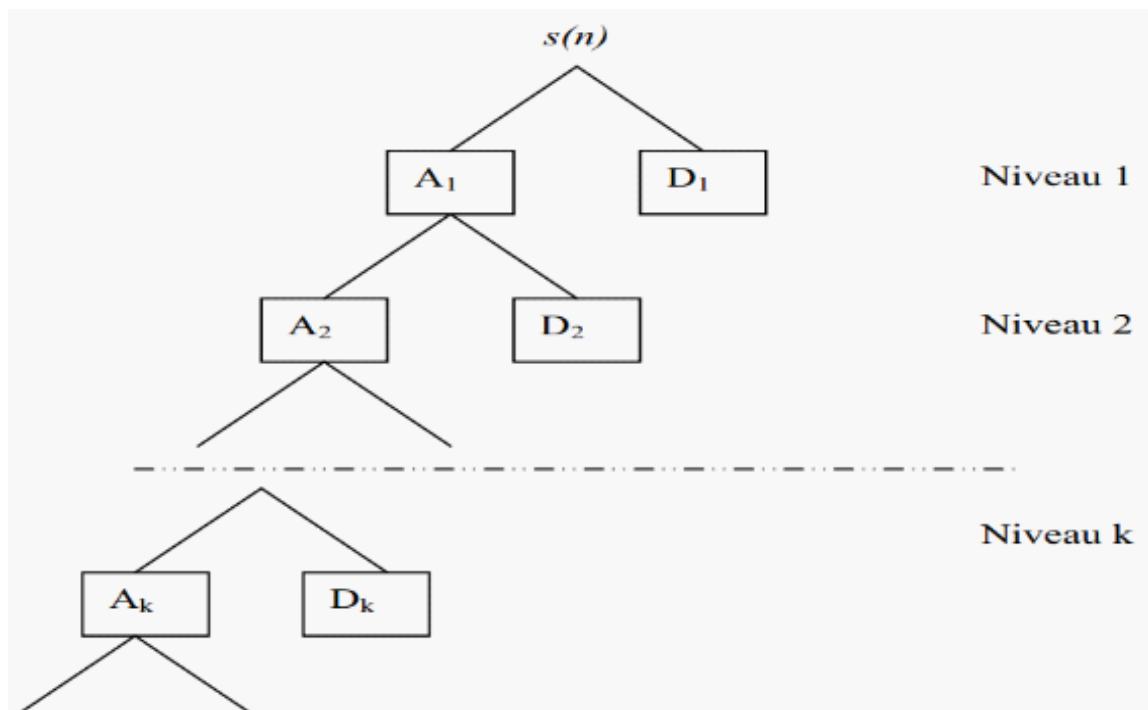 s(n)
A₁ D₁ Niveau 1
A₂ D₂ Niveau 2
Niveau k
Aₖ Dₖ